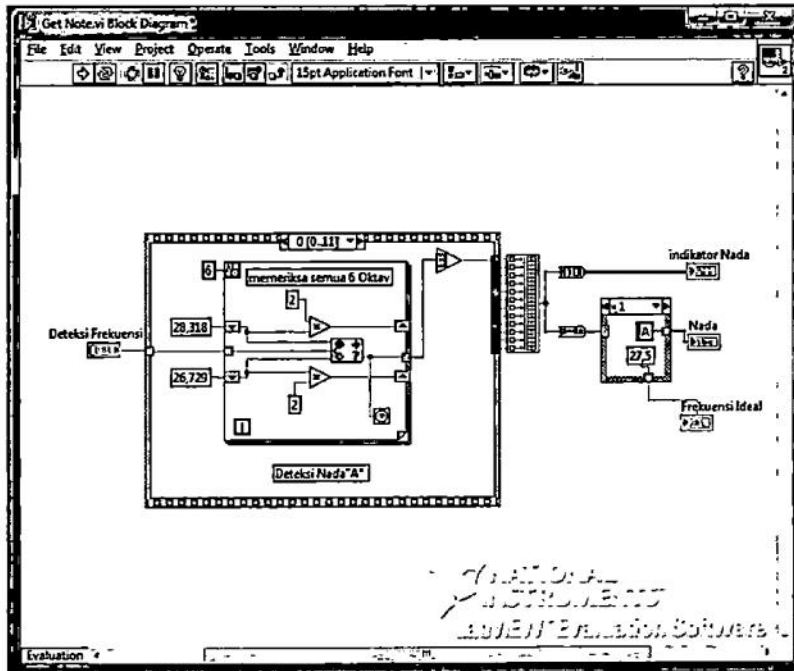 Get Note.vi Block Diagram *
File Edit View Project Operate Tools Window Help
15pt Application Font
2
0 [0..11]
6
memeriksa semua 6 Oktav
2
indikator Nada
28,318
1
Deteksi Frekuensi
Nada
A
27,5
26,729
2
Frekuensi Ideal
i
Deteksi Nada "A"
NATIONAL
INSTRUMENTS
LabVIEW Evaluation Software
Evaluation